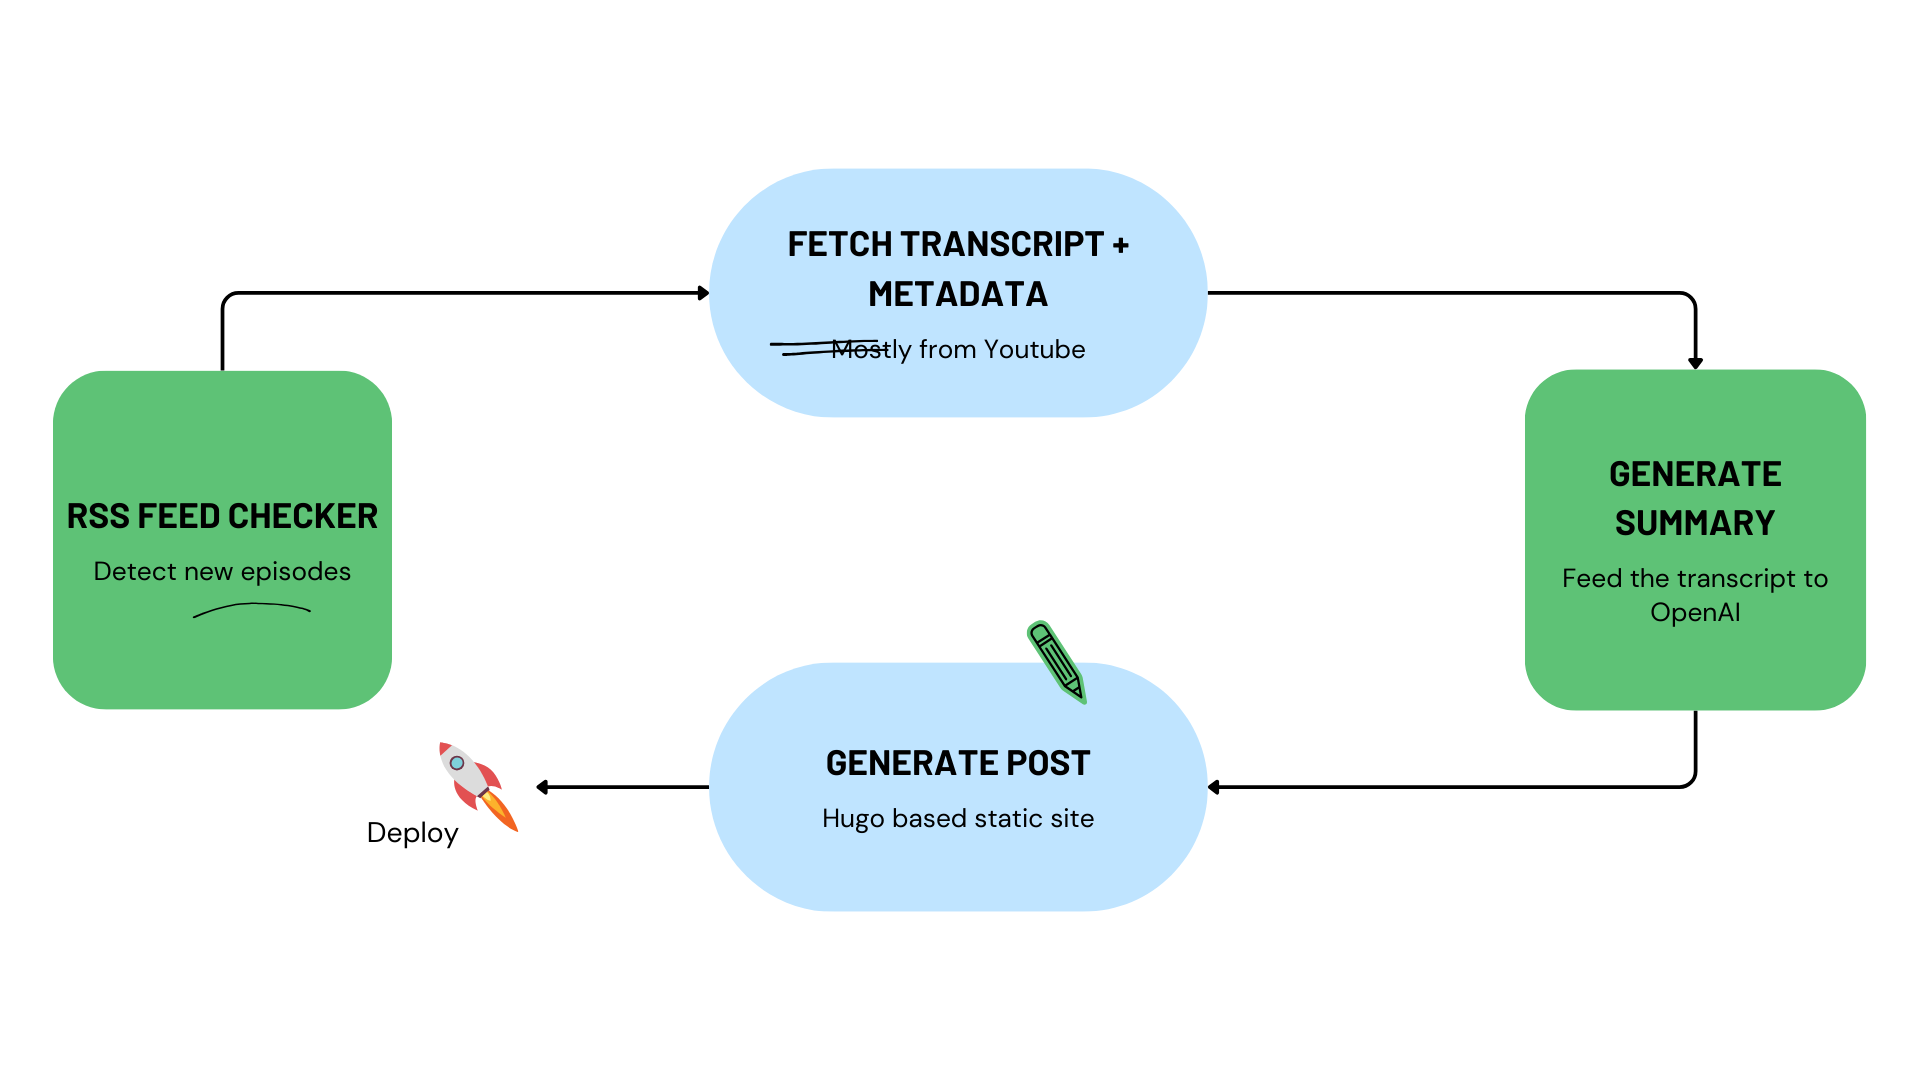 FETCH TRANSCRIPT +
METADATA
Mostly from Youtube
RSS FEED CHECKER
Detect new episodes
GENERATE
SUMMARY
Feed the transcript to
OpenAI
GENERATE POST
Hugo based static site
Deploy